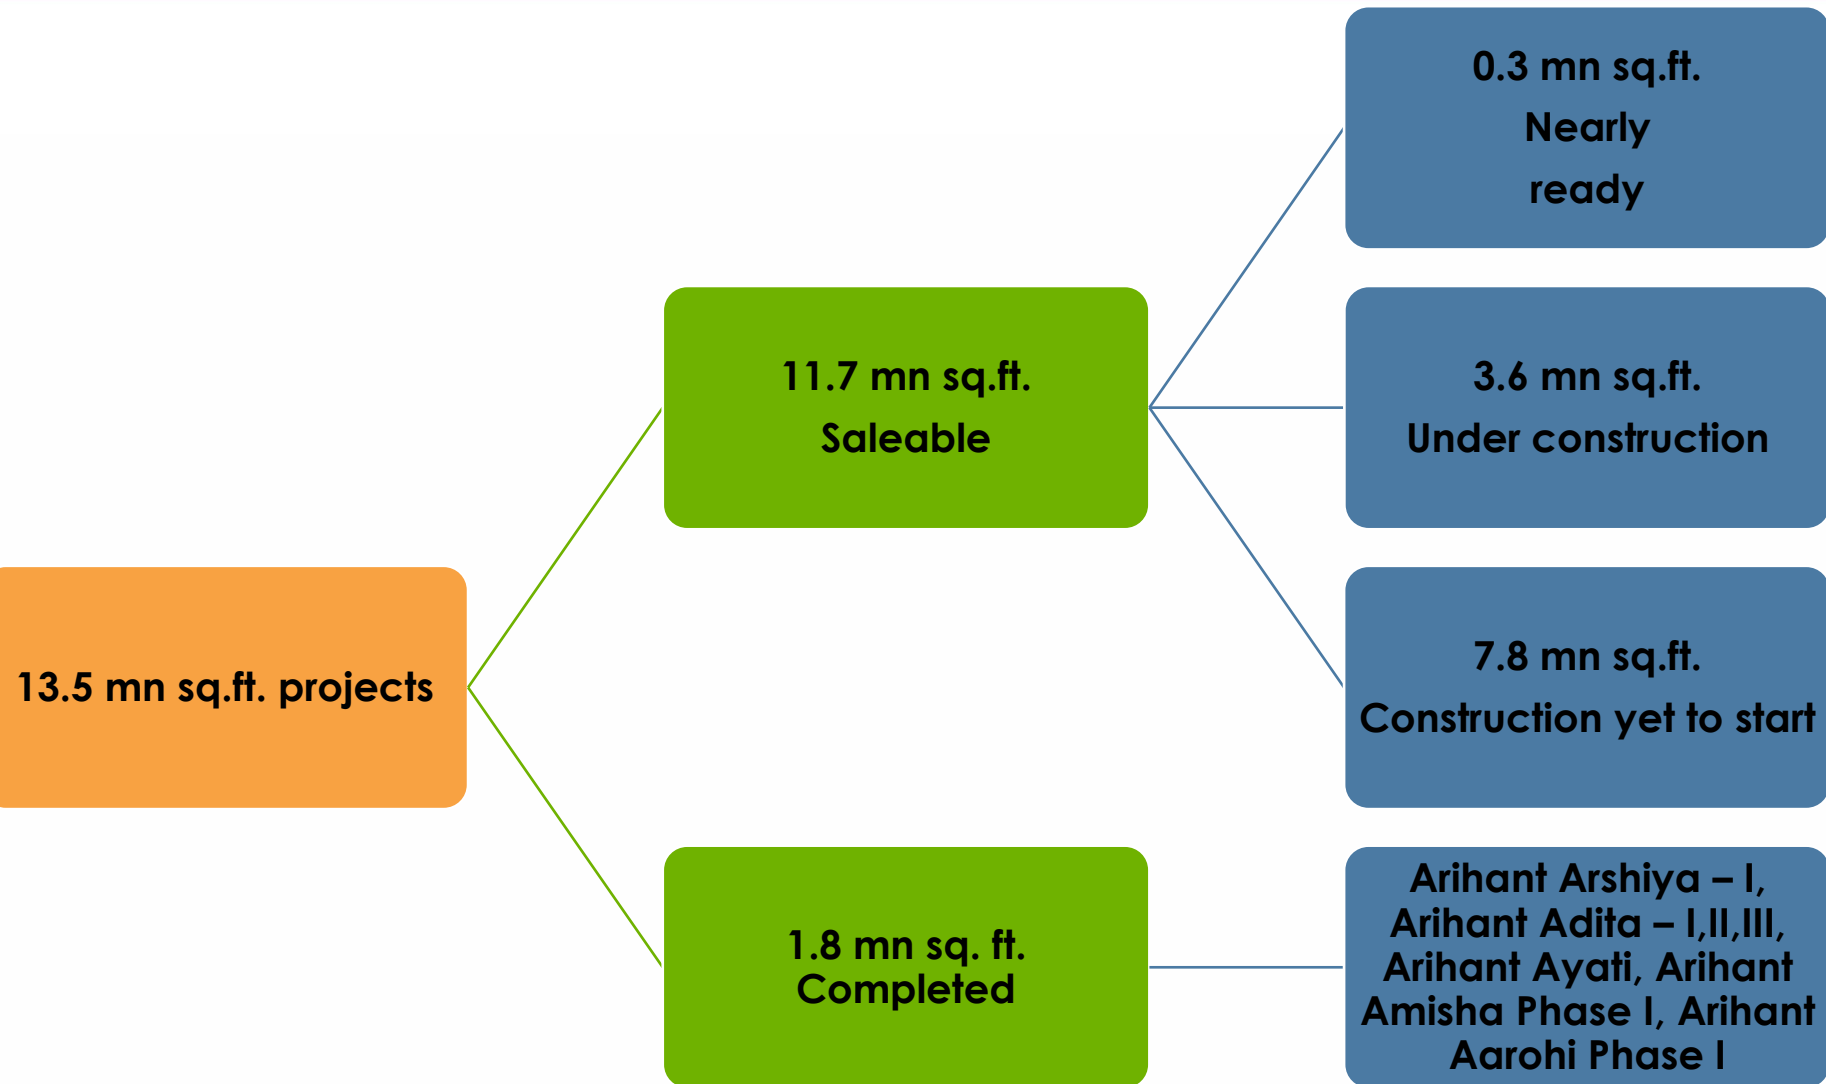 13.5 mn sq.ft. projects
11.7 mn sq.ft.
Saleable
0.3 mn sq.ft.
Nearly
ready
3.6 mn sq.ft.
Under construction
7.8 mn sq.ft.
Construction yet to start
1.8 mn sq. ft.
Completed
Arihant Arshiya – I,
Arihant Adita – I,II,III,
Arihant Ayati, Arihant
Amisha Phase I, Arihant
Aarohi Phase I